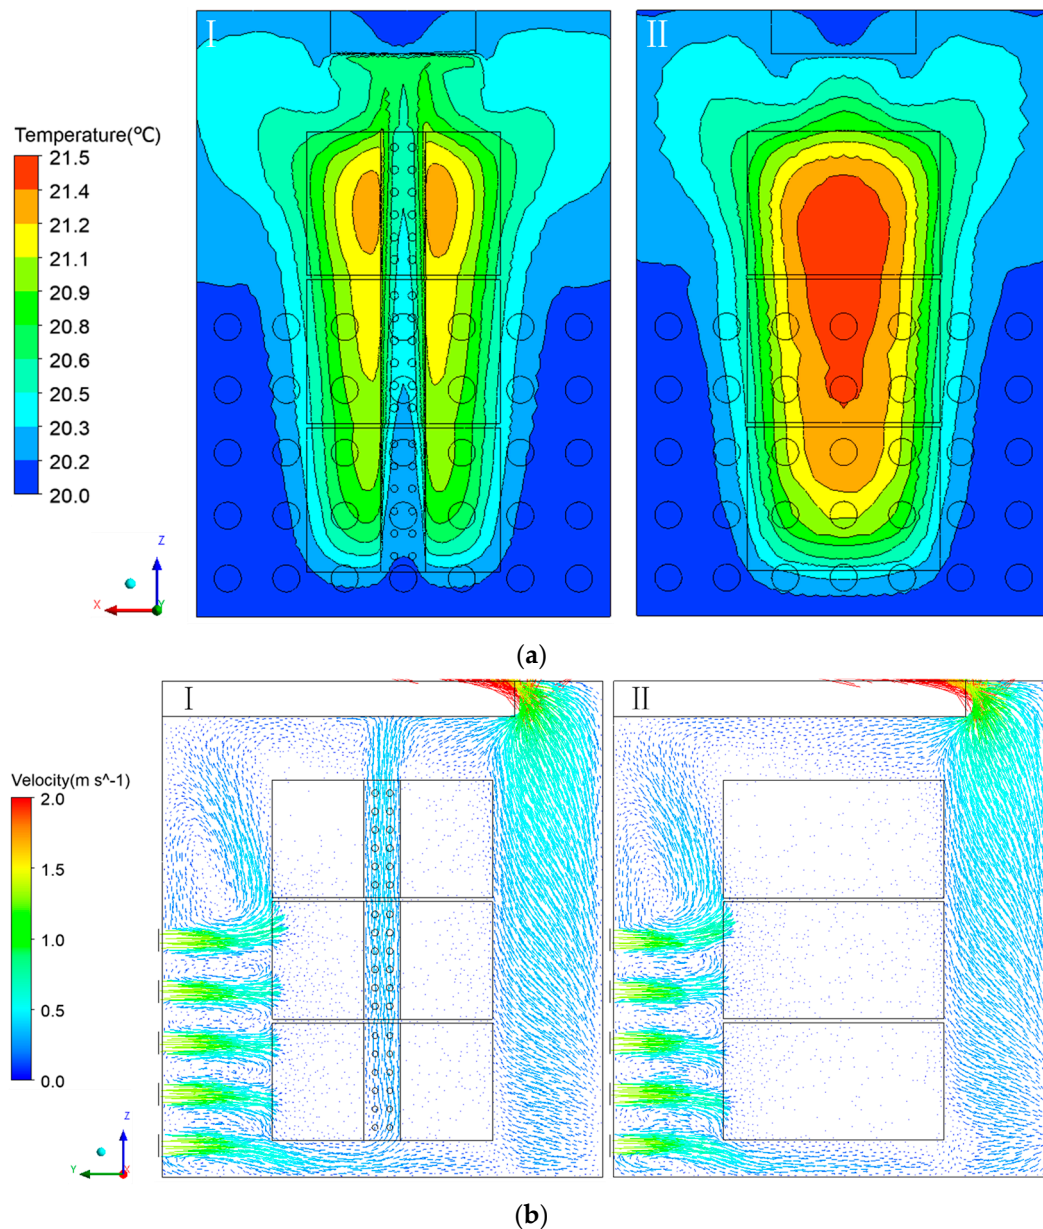 I
II
Temperature(℃)
21.5
21.4
21.2
21.1
20.9
20.8
20.6
20.5
20.3
20.2
20.0
Z
X
Y
(a)
I
II
Velocity(m s^-1)
2.0
1.5
1.0
0.5
0.0
Z
Y
X
(b)